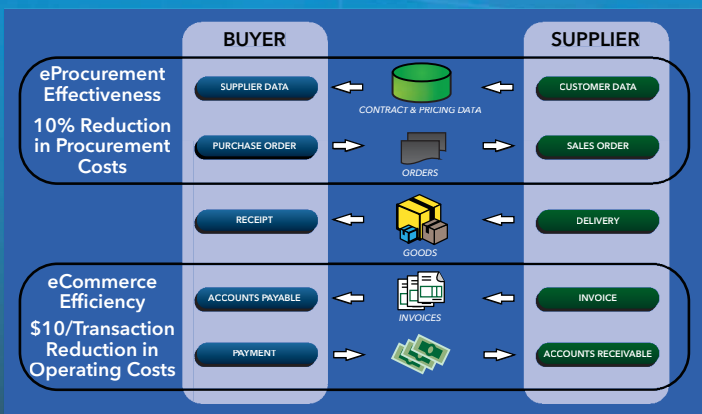 BUYER
SUPPLIER
eProcurement
Effectiveness
10% Reduction
in Procurement
Costs
SUPPLIER DATA
CONTRACT & PRICING DATA
CUSTOMER DATA
PURCHASE ORDER
ORDERS
SALES ORDER
RECEIPT
GOODS
DELIVERY
eCommerce
Efficiency
$10/Transaction
Reduction in
Operating Costs
ACCOUNTS PAYABLE
INVOICES
INVOICE
PAYMENT
ACCOUNTS RECEIVABLE